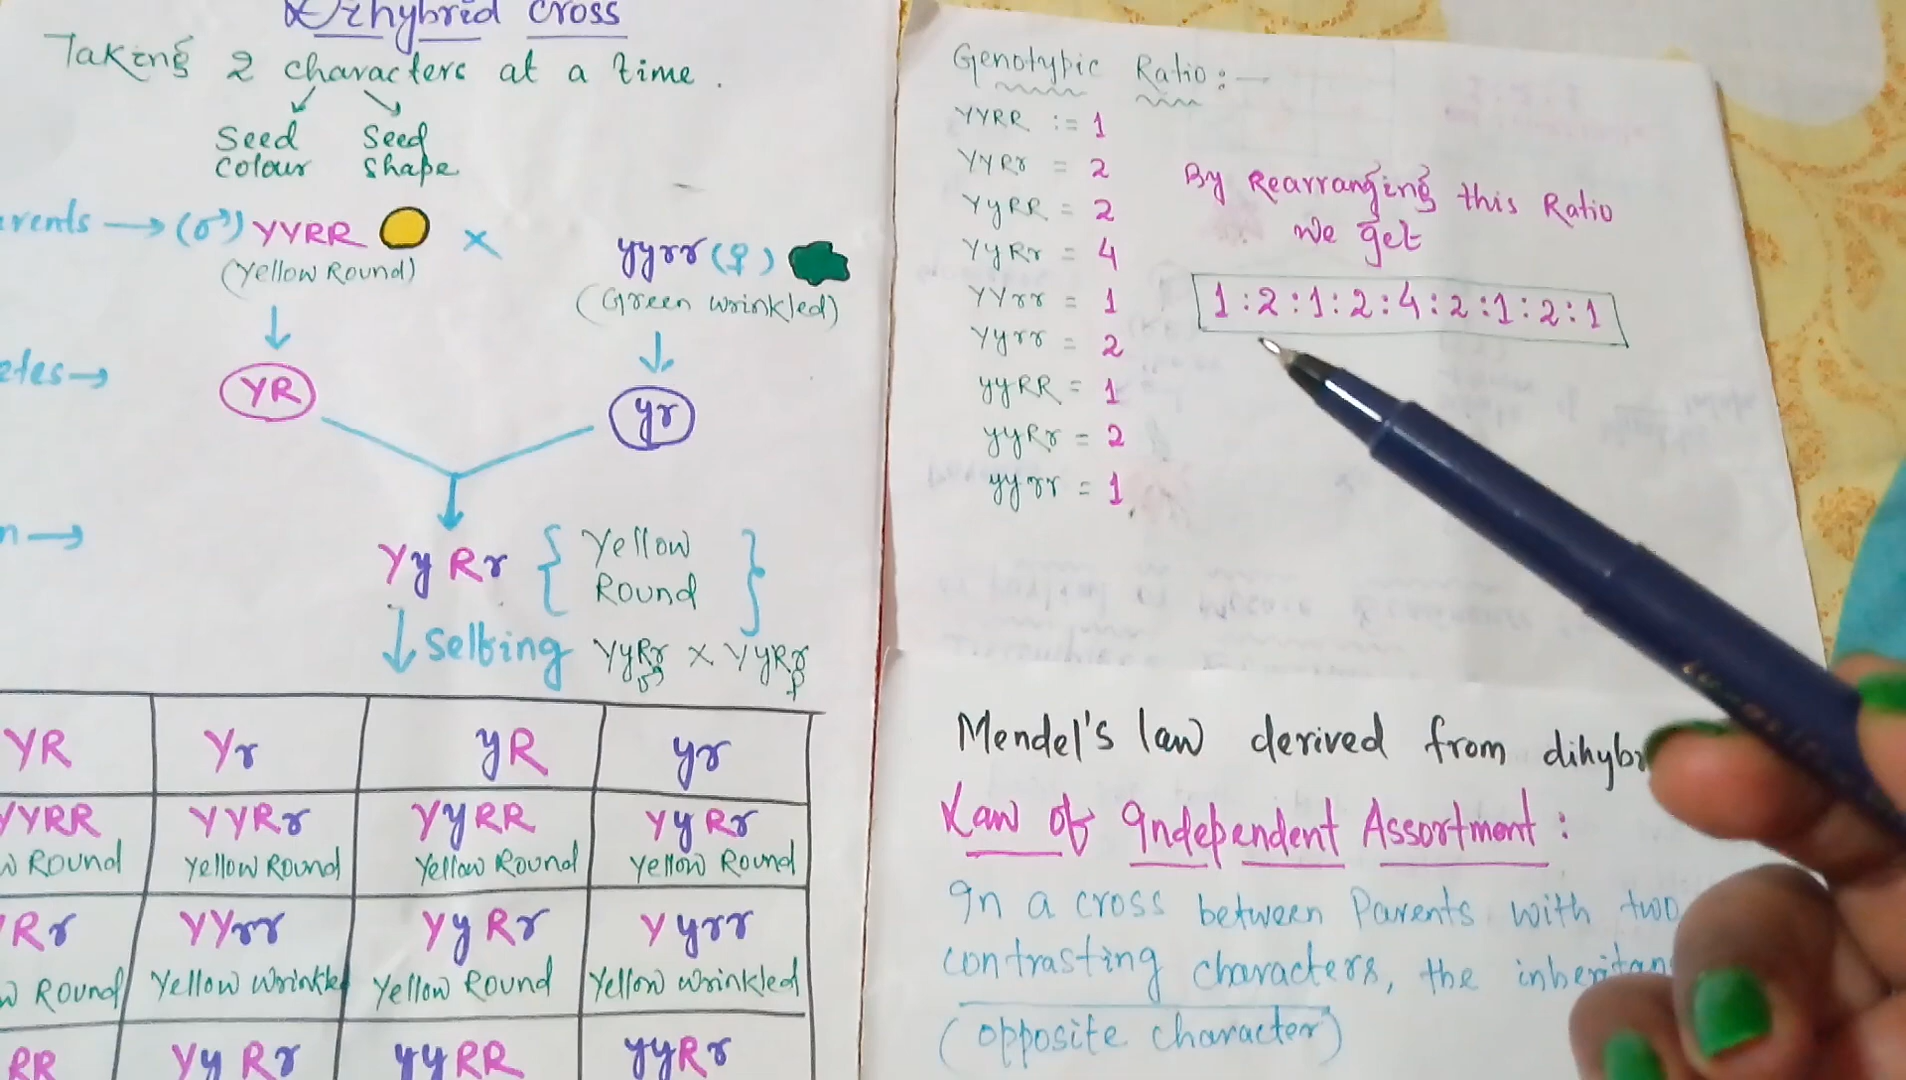 Dihybrid cross
Taking 2 characters at a time.
Seed colour
Seed shape
(♂) YYRR ×
(Yellow Round)
yyrr (♀)
(Green wrinkled)
YR
yr
YyRr { Yellow Round }
↓ Selfing YyRr ♂ × YyRr ♀
YR Yr yR yr
YYRR YYRr YyRR YyRr
Round Yellow Round Yellow Round Yellow Round
Rr YYrr YyRr Yyrr
Round Yellow wrinkle Yellow Round Yellow wrinkled
RR YyRr yyRR yyRr
Genotypic Ratio:—
YYRR := 1
YYRr = 2
YyRR = 2
YyRr = 4
YYrr = 1
Yyrr = 2
yyRR = 1
yyRr = 2
yyrr = 1
By Rearranging this Ratio
we get
1 : 2 : 1 : 2 : 4 : 2 : 1 : 2 : 1
Mendel's law derived from dihyb
Law of Independent Assortment :
In a cross between Parents with two
contrasting characters, the inheritan
(opposite character)